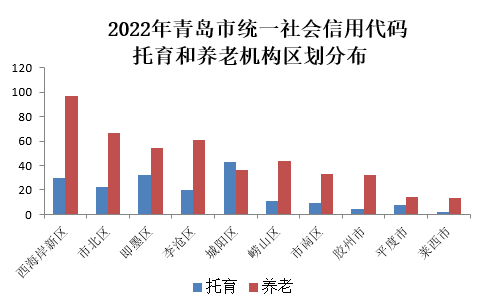 2022年青岛市统一社会信用代码
托育和养老机构区划分布
120
100
80
60
40
20
0
西海岸新区
市北区
即墨区
李沧区
城阳区
崂山区
市南区
胶州市
平度市
莱西市
托育 养老